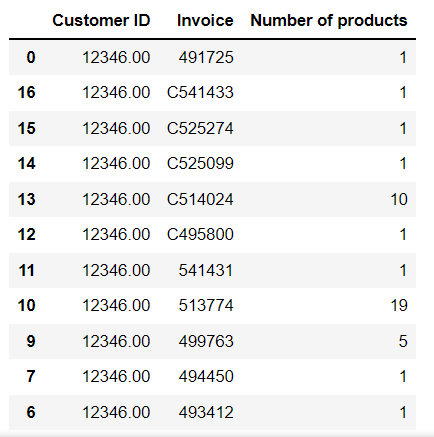 Customer ID Invoice Number of products
0 12346.00 491725 1
16 12346.00 C541433 1
15 12346.00 C525274 1
14 12346.00 C525099 1
13 12346.00 C514024 10
12 12346.00 C495800 1
11 12346.00 541431 1
10 12346.00 513774 19
9 12346.00 499763 5
7 12346.00 494450 1
6 12346.00 493412 1